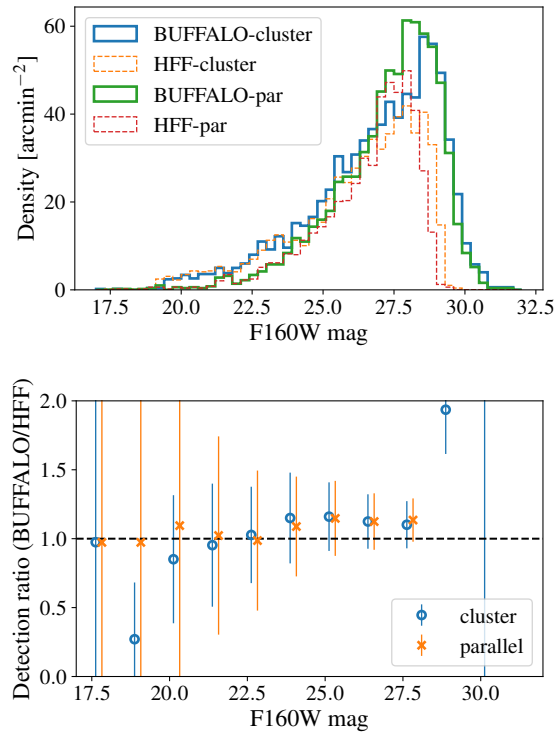 BUFFALO-cluster
HFF-cluster
BUFFALO-par
HFF-par
Density [arcmin−2]
60
40
20
0
17.5 20.0 22.5 25.0 27.5 30.0 32.5
F160W mag
Detection ratio (BUFFALO/HFF)
2.0
1.5
1.0
0.5
0.0
cluster
parallel
17.5 20.0 22.5 25.0 27.5 30.0
F160W mag